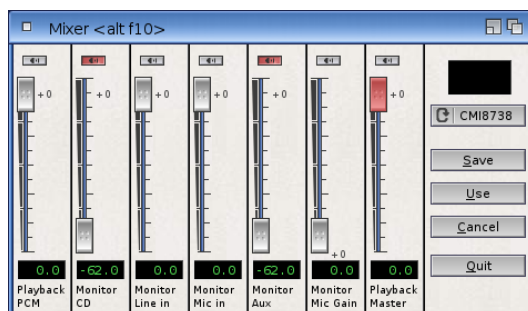 Mixer <alt f10>
+0 +0 +0 +0 +0 +0 +0
0.0 -62.0 0.0 0.0 -62.0 0.0 0.0
Playback PCM
Monitor CD
Monitor Line in
Monitor Mic in
Monitor Aux
Monitor Mic Gain
Playback Master
CMI8738
Save
Use
Cancel
Quit